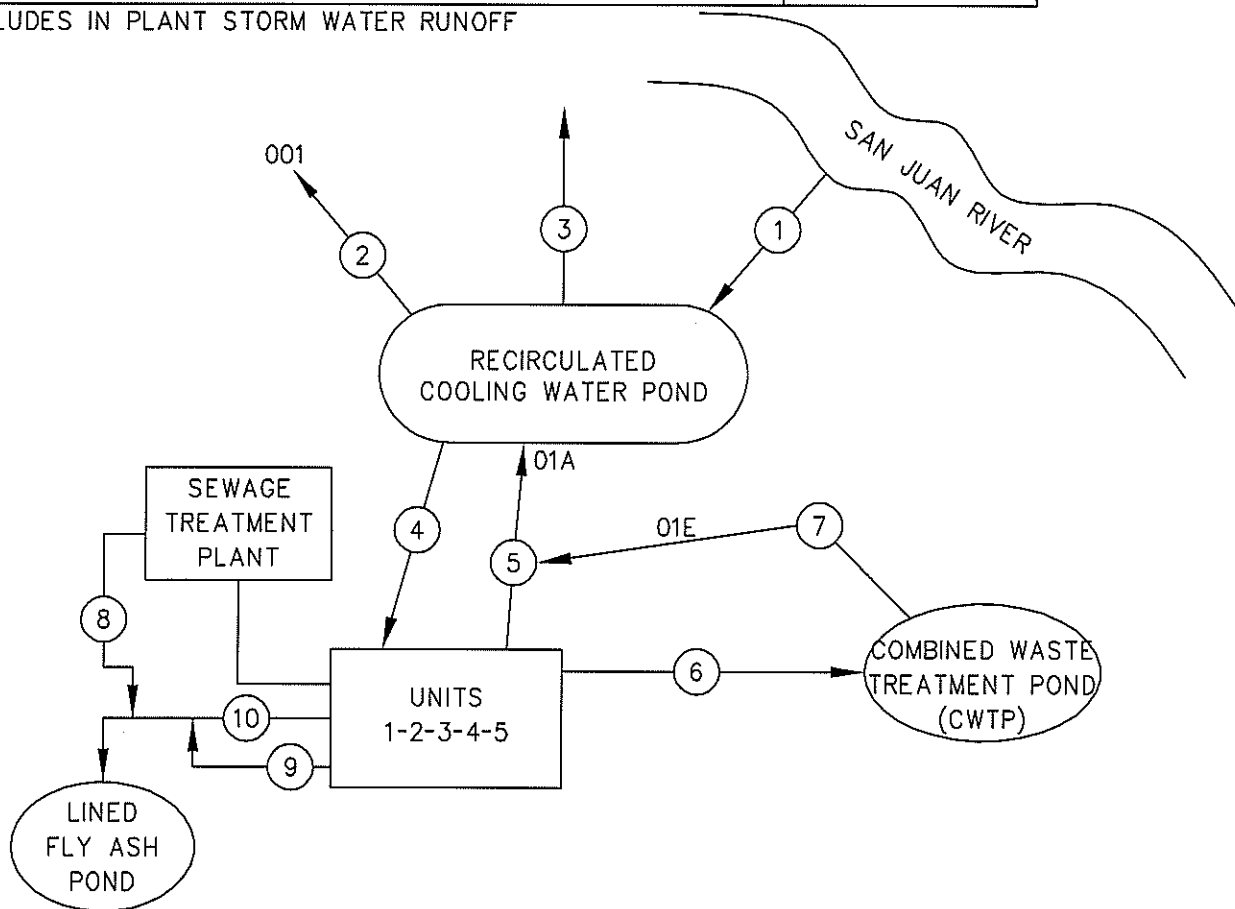 LUDES IN PLANT STORM WATER RUNOFF
SAN JUAN RIVER
001
3
1
2
RECIRCULATED
COOLING WATER POND
01A
SEWAGE
TREATMENT
PLANT
4
01E
7
5
8
COMBINED WASTE
TREATMENT POND
(CWTP)
6
UNITS
1-2-3-4-5
10
9
LINED
FLY ASH
POND